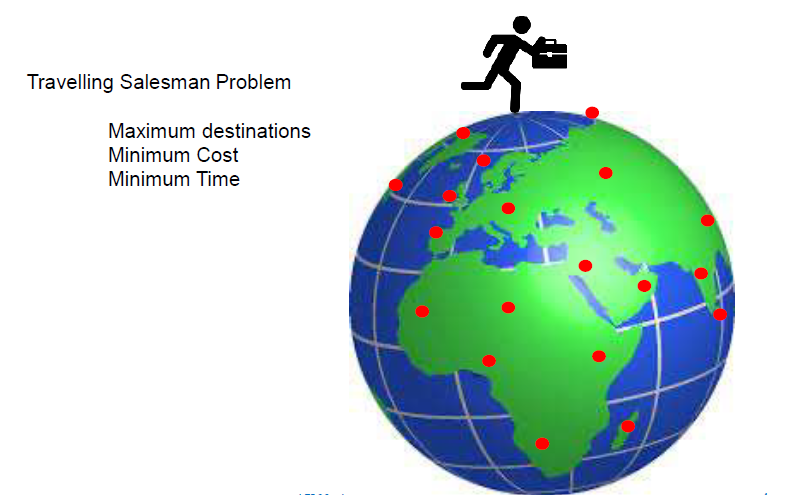 Travelling Salesman Problem
Maximum destinations
Minimum Cost
Minimum Time